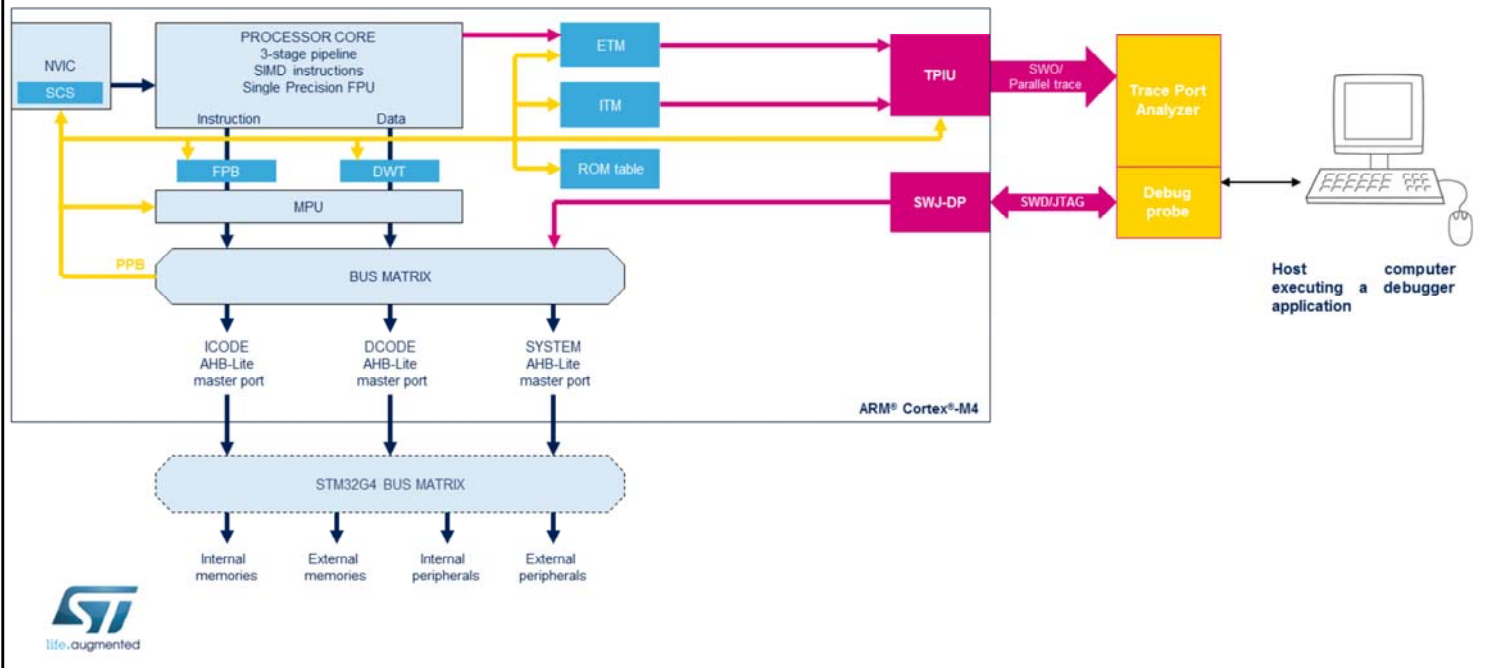 NVIC
SCS
PROCESSOR CORE
3-stage pipeline
SIMD instructions
Single Precision FPU
Instruction
Data
ETM
ITM
ROM table
TPIU
SWO/
Parallel trace
Trace Port
Analyzer
FPB
DWT
MPU
SWJ-DP
SWD/JTAG
Debug
probe
PPB
BUS MATRIX
Host computer
executing a debugger
application
ICODE
AHB-Lite
master port
DCODE
AHB-Lite
master port
SYSTEM
AHB-Lite
master port
ARM® Cortex®-M4
STM32G4 BUS MATRIX
Internal
memories
External
memories
Internal
peripherals
External
peripherals
ST
life.augmented